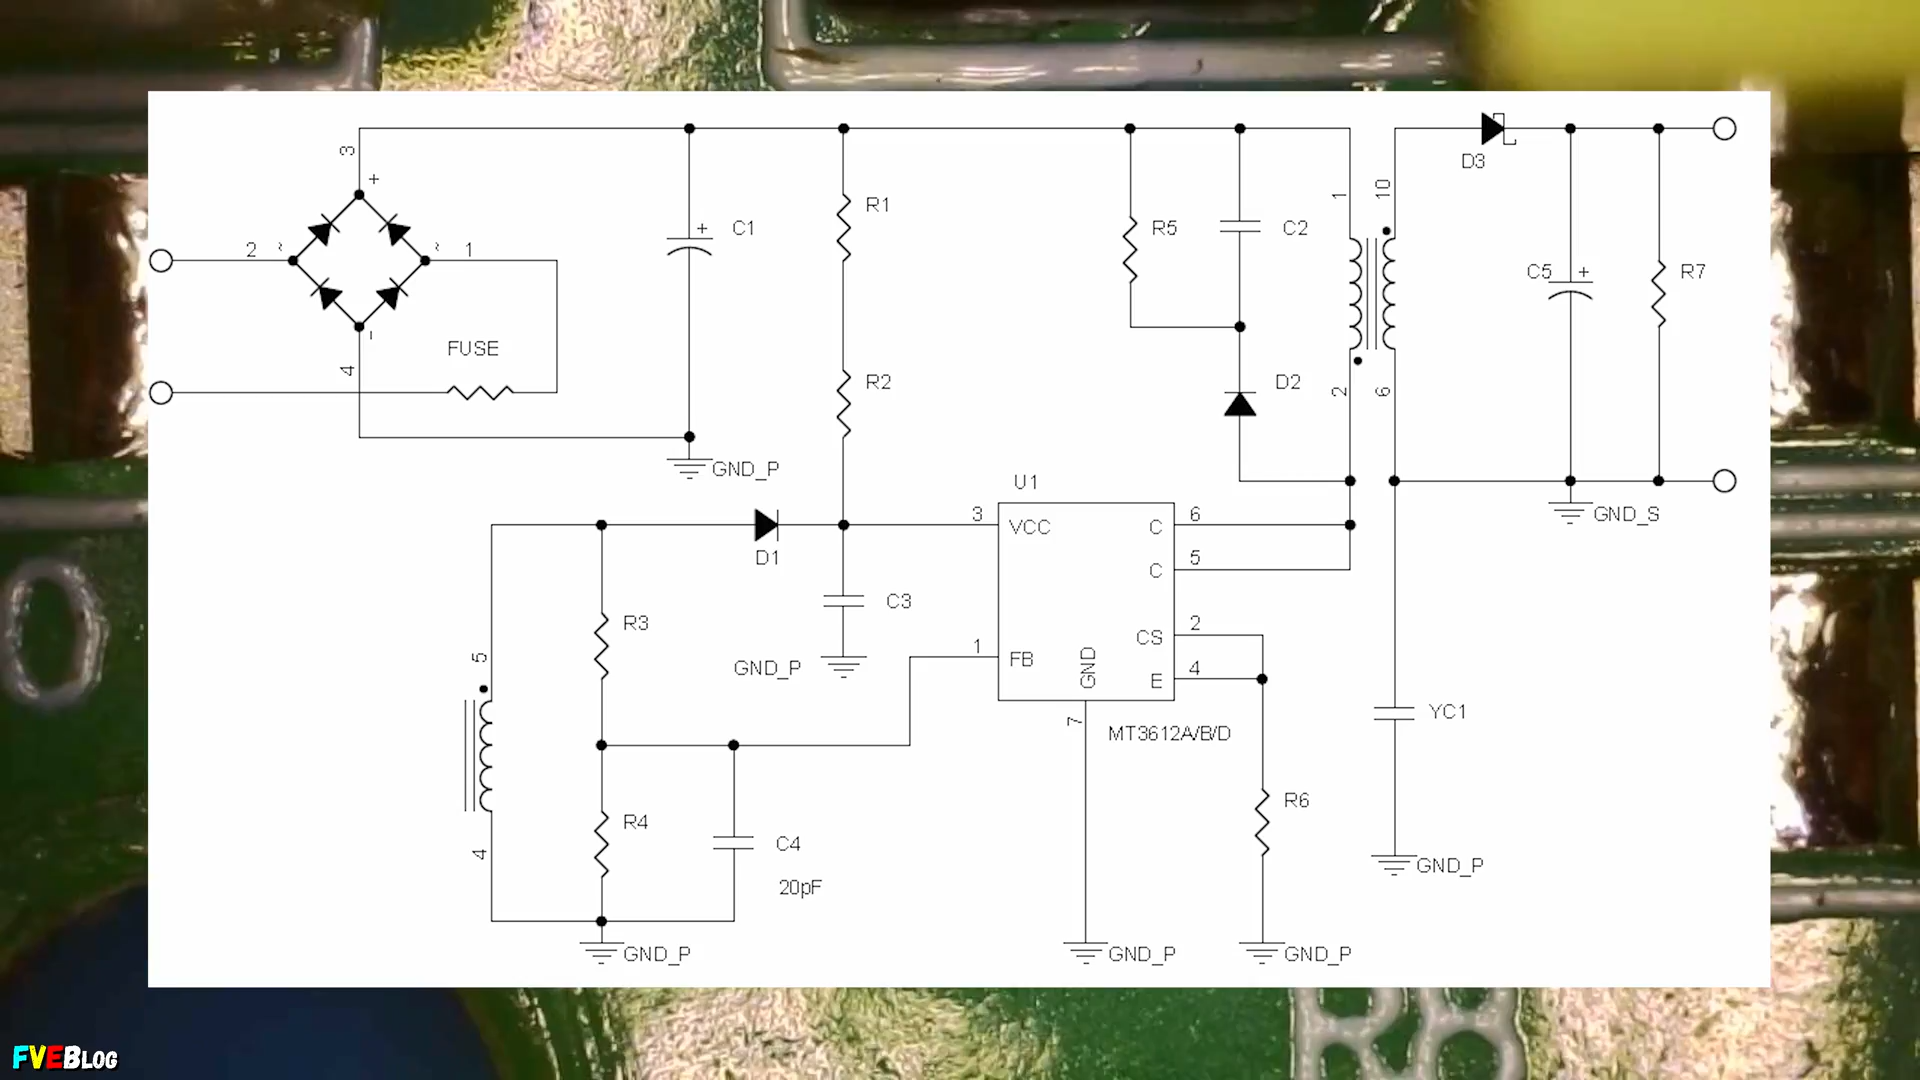 3
+
R1
R5
C2
1
10
D3
2
1
+
C1
C5
+
R7
FUSE
4
R2
D2
2
6
GND_P
U1
GND_S
3
VCC
C
6
D1
C
5
C3
R3
CS
2
5
GND_P
1
FB
GND
E
4
7
MT3612A/B/D
YC1
R4
C4
R6
4
20pF
GND_P
GND_P
GND_P
GND_P
R8
FVEBLOG